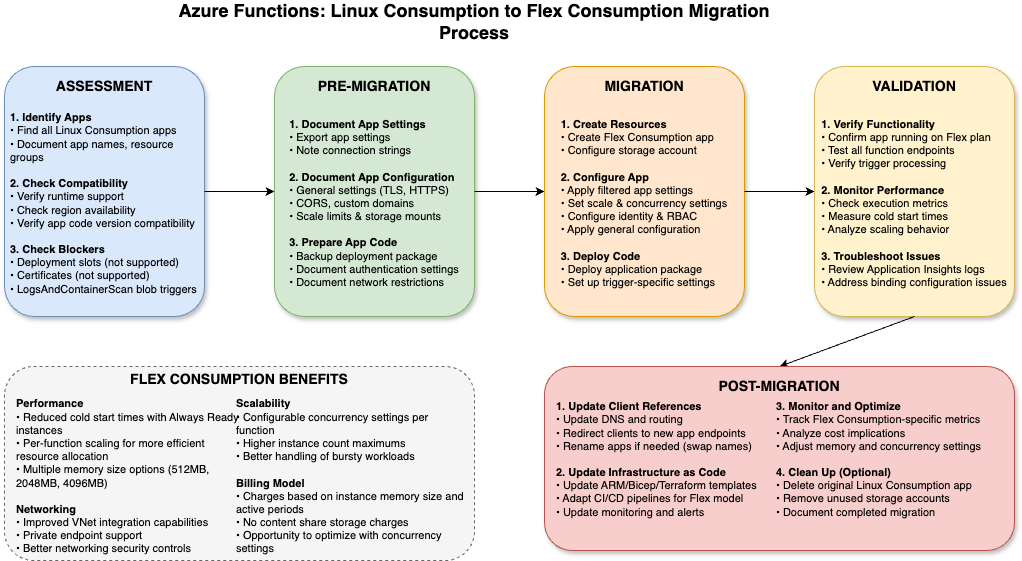 Azure Functions: Linux Consumption to Flex Consumption Migration
Process
ASSESSMENT
1. Identify Apps
• Find all Linux Consumption apps
• Document app names, resource
groups
2. Check Compatibility
• Verify runtime support
• Check region availability
• Verify app code version compatibility
3. Check Blockers
• Deployment slots (not supported)
• Certificates (not supported)
• LogsAndContainerScan blob triggers
PRE-MIGRATION
1. Document App Settings
• Export app settings
• Note connection strings
2. Document App Configuration
• General settings (TLS, HTTPS)
• CORS, custom domains
• Scale limits & storage mounts
3. Prepare App Code
• Backup deployment package
• Document authentication settings
• Document network restrictions
MIGRATION
1. Create Resources
• Create Flex Consumption app
• Configure storage account
2. Configure App
• Apply filtered app settings
• Set scale & concurrency settings
• Configure identity & RBAC
• Apply general configuration
3. Deploy Code
• Deploy application package
• Set up trigger-specific settings
VALIDATION
1. Verify Functionality
• Confirm app running on Flex plan
• Test all function endpoints
• Verify trigger processing
2. Monitor Performance
• Check execution metrics
• Measure cold start times
• Analyze scaling behavior
3. Troubleshoot Issues
• Review Application Insights logs
• Address binding configuration issues
FLEX CONSUMPTION BENEFITS
Performance
• Reduced cold start times with Always Ready
instances
• Per-function scaling for more efficient
resource allocation
• Multiple memory size options (512MB,
2048MB, 4096MB)
Networking
• Improved VNet integration capabilities
• Private endpoint support
• Better networking security controls
Scalability
• Configurable concurrency settings per
function
• Higher instance count maximums
• Better handling of bursty workloads
Billing Model
• Charges based on instance memory size and
active periods
• No content share storage charges
• Opportunity to optimize with concurrency
settings
POST-MIGRATION
1. Update Client References
• Update DNS and routing
• Redirect clients to new app endpoints
• Rename apps if needed (swap names)
2. Update Infrastructure as Code
• Update ARM/Bicep/Terraform templates
• Adapt CI/CD pipelines for Flex model
• Update monitoring and alerts
3. Monitor and Optimize
• Track Flex Consumption-specific metrics
• Analyze cost implications
• Adjust memory and concurrency settings
4. Clean Up (Optional)
• Delete original Linux Consumption app
• Remove unused storage accounts
• Document completed migration